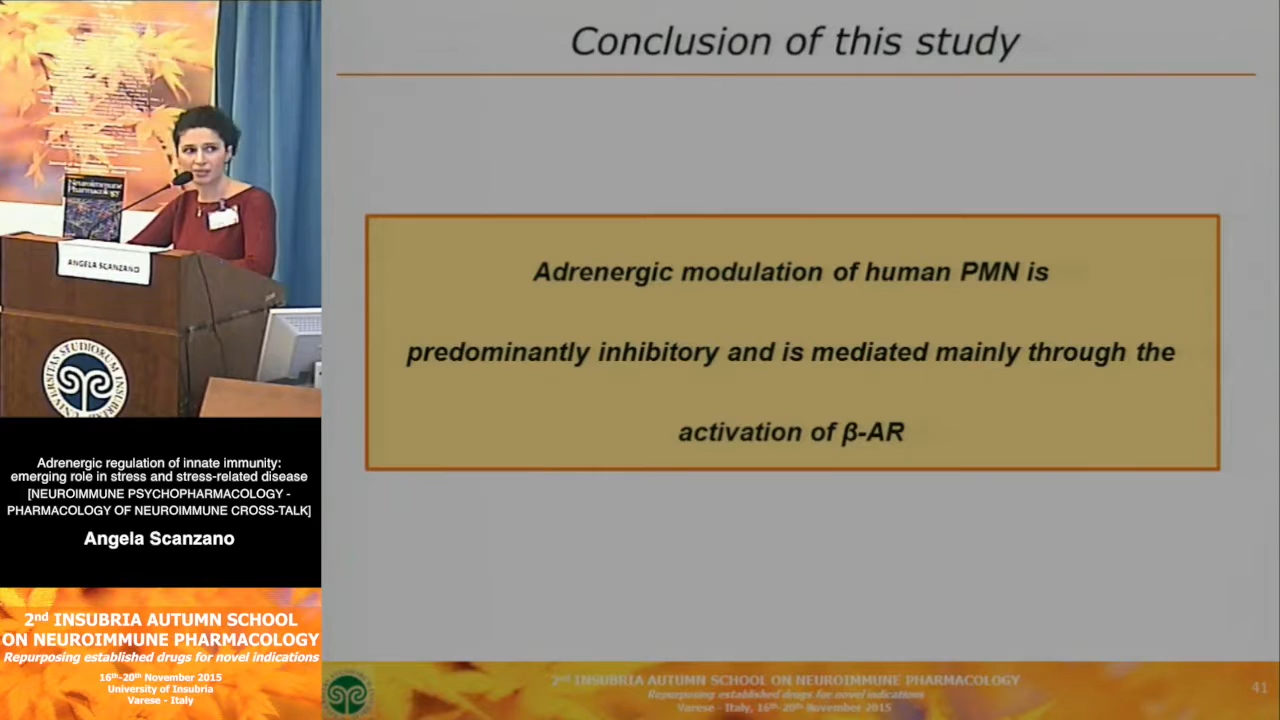 Conclusion of this study
Adrenergic modulation of human PMN is
predominantly inhibitory and is mediated mainly through the
activation of β-AR
Neuroimmune
Pharmacology
ANGELA SCANZANO
Adrenergic regulation of innate immunity:
emerging role in stress and stress-related disease
[NEUROIMMUNE PSYCHOPHARMACOLOGY -
PHARMACOLOGY OF NEUROIMMUNE CROSS-TALK]
Angela Scanzano
2nd INSUBRIA AUTUMN SCHOOL
ON NEUROIMMUNE PHARMACOLOGY
Repurposing established drugs for novel indications
16th-20th November 2015
University of Insubria
Varese - Italy
2nd INSUBRIA AUTUMN SCHOOL ON NEUROIMMUNE PHARMACOLOGY
Repurposing established drugs for novel indications
Varese - Italy, 16th-20th November 2015
41